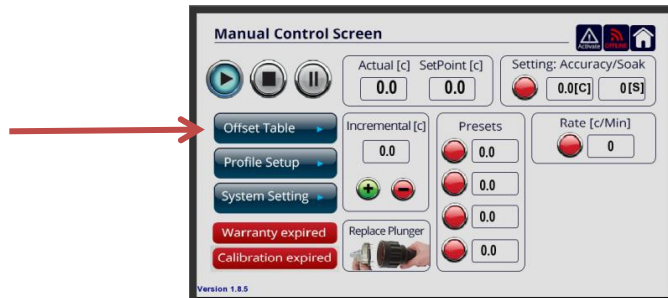 Manual Control Screen
Activate
OFFLINE
Actual [c] SetPoint [c]
0.0 0.0
Setting: Accuracy/Soak
0.0[C] 0[S]
Offset Table
Profile Setup
System Setting
Warranty expired
Calibration expired
Incremental [c]
0.0
Replace Plunger
Presets
0.0
0.0
0.0
0.0
Rate [c/Min]
0
Version 1.8.5